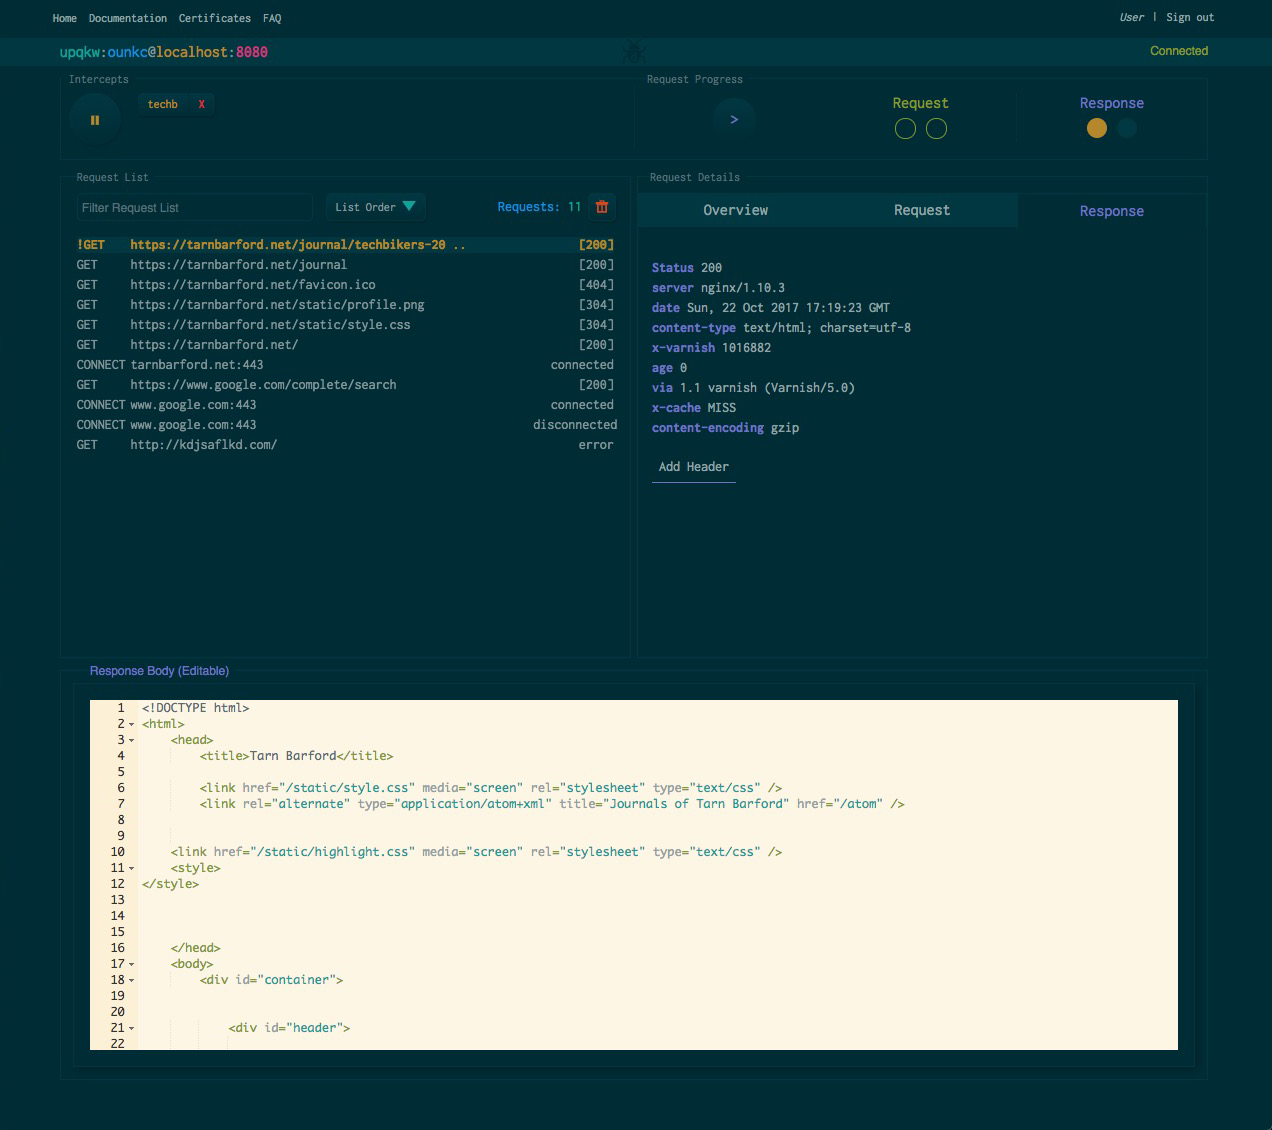 Home Documentation Certificates FAQ User | Sign out
upqkw:ounkc@localhost:8080 Connected
Intercepts
techb X
Request Progress
> Request Response
Request List
Filter Request List List Order Requests: 11
!GET https://tarnbarford.net/journal/techbikers-20 .. [200]
GET https://tarnbarford.net/journal [200]
GET https://tarnbarford.net/favicon.ico [404]
GET https://tarnbarford.net/static/profile.png [304]
GET https://tarnbarford.net/static/style.css [304]
GET https://tarnbarford.net/ [200]
CONNECT tarnbarford.net:443 connected
GET https://www.google.com/complete/search [200]
CONNECT www.google.com:443 connected
CONNECT www.google.com:443 disconnected
GET http://kdjsaflkd.com/ error
Request Details
Overview Request Response
Status 200
server nginx/1.10.3
date Sun, 22 Oct 2017 17:19:23 GMT
content-type text/html; charset=utf-8
x-varnish 1016882
age 0
via 1.1 varnish (Varnish/5.0)
x-cache MISS
content-encoding gzip
Add Header
Response Body (Editable)
1 <!DOCTYPE html>
2 <html>
3 <head>
4 <title>Tarn Barford</title>
5
6 <link href="/static/style.css" media="screen" rel="stylesheet" type="text/css" />
7 <link rel="alternate" type="application/atom+xml" title="Journals of Tarn Barford" href="/atom" />
8
9
10 <link href="/static/highlight.css" media="screen" rel="stylesheet" type="text/css" />
11 <style>
12 </style>
13
14
15
16 </head>
17 <body>
18 <div id="container">
19
20
21 <div id="header">
22